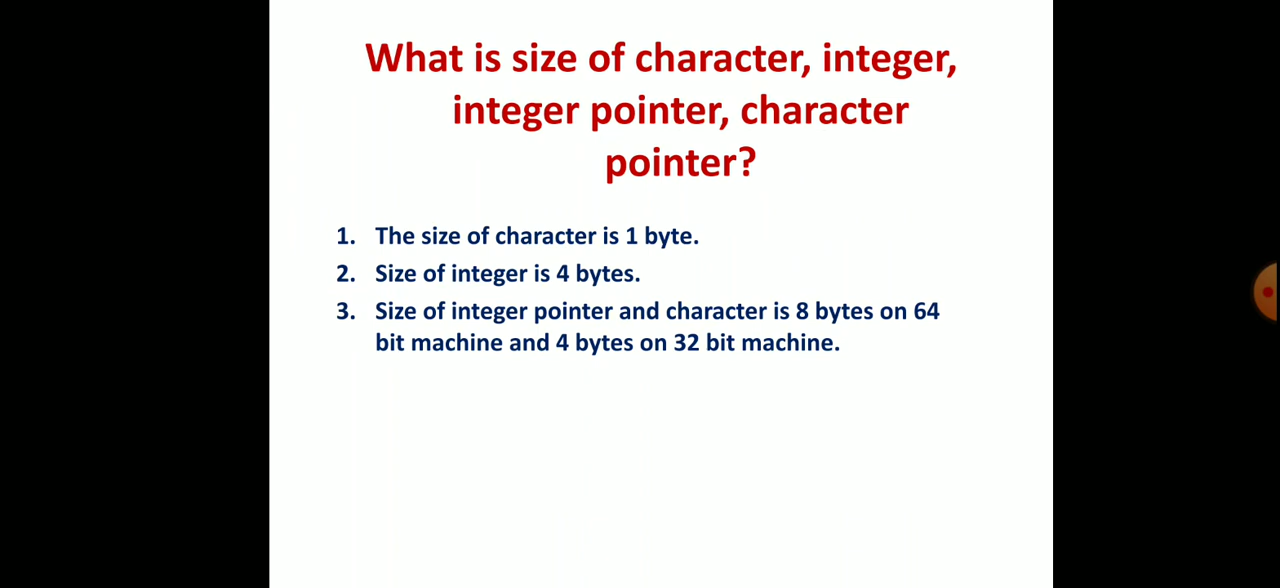 What is size of character, integer,
integer pointer, character
pointer?
1. The size of character is 1 byte.
2. Size of integer is 4 bytes.
3. Size of integer pointer and character is 8 bytes on 64
bit machine and 4 bytes on 32 bit machine.